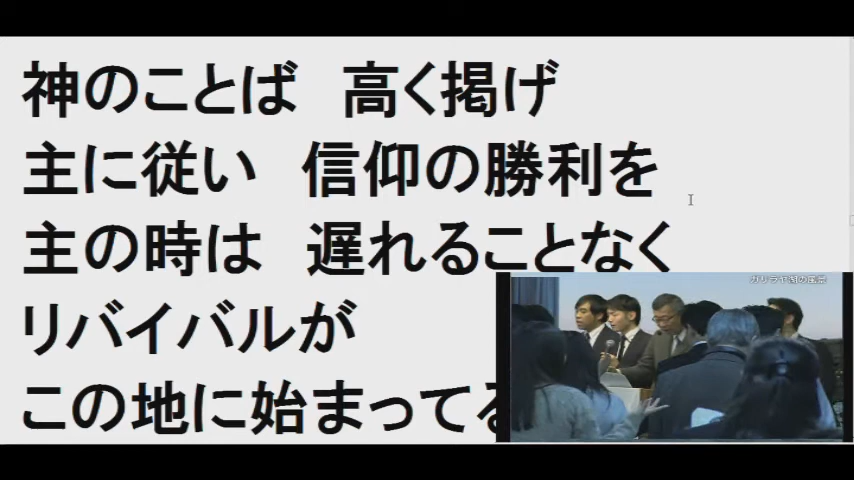 神のことば　高く掲げ
主に従い　信仰の勝利を
主の時は　遅れることなく
リバイバルが
この地に始まってる